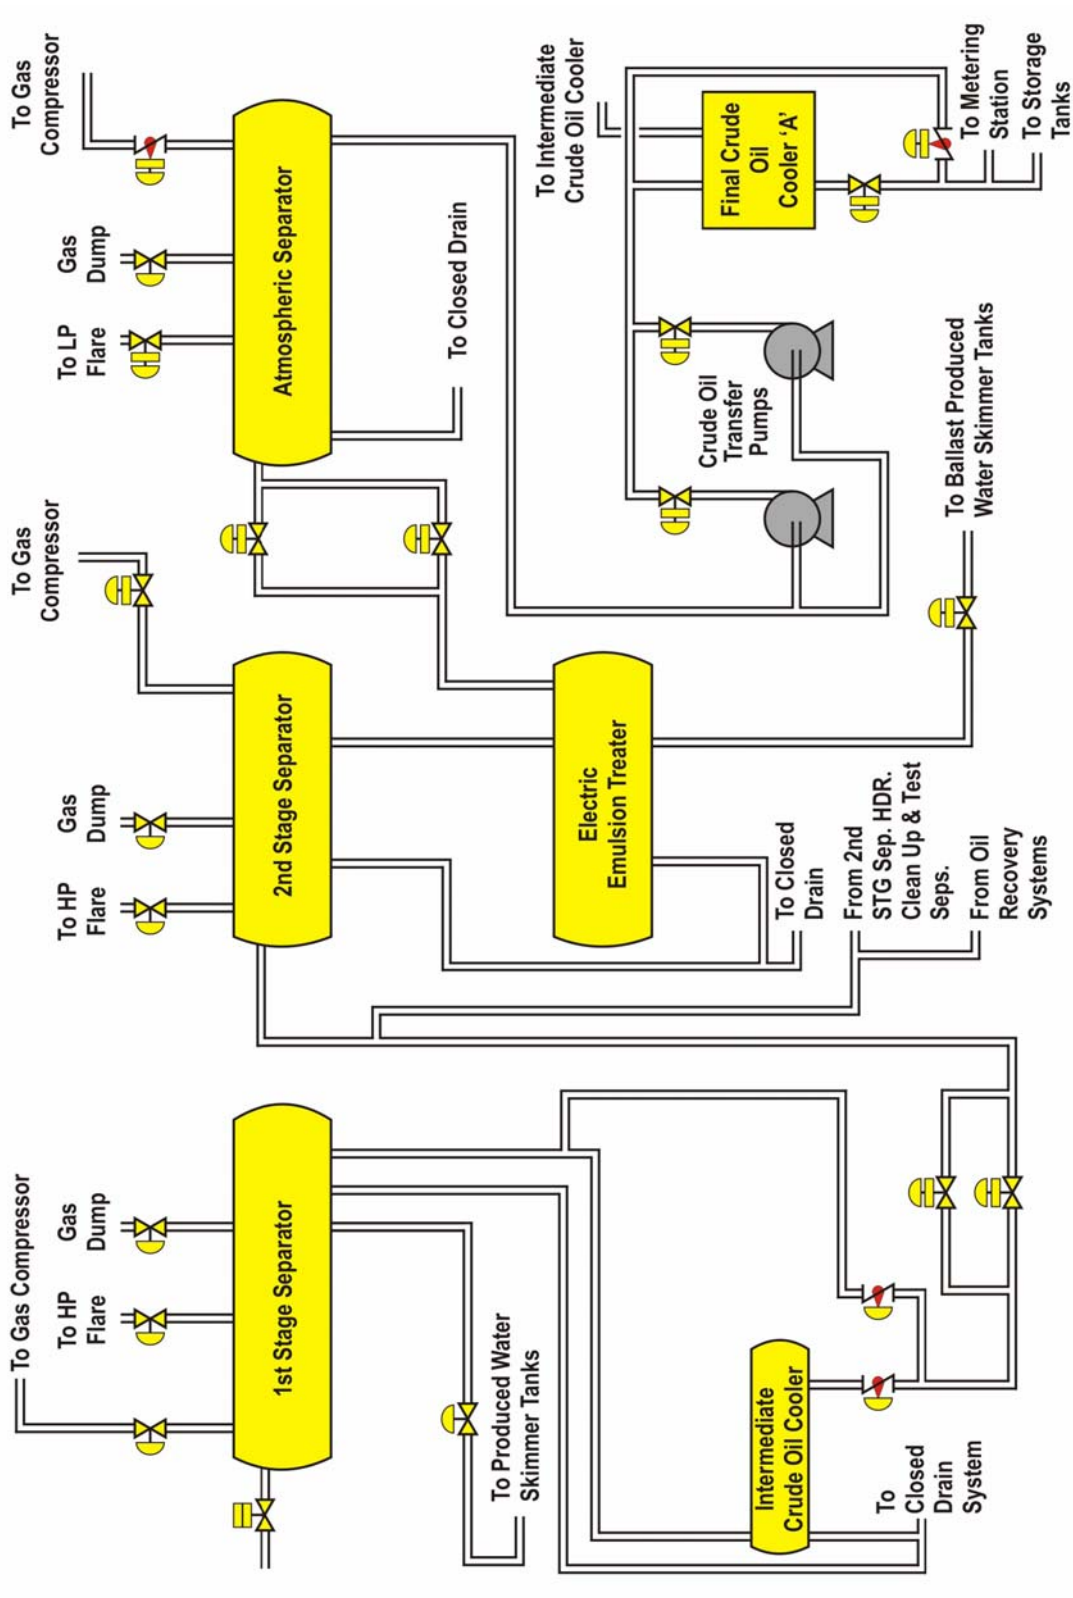 To Gas Compressor
To HP
Flare
Gas
Dump
1st Stage Separator
To Produced Water
Skimmer Tanks
Intermediate
Crude Oil Cooler
To
Closed
Drain
System
To HP
Flare
Gas
Dump
To Gas
Compressor
2nd Stage Separator
Electric
Emulsion Treater
To Closed
Drain
From 2nd
STG Sep. HDR.
Clean Up & Test
Seps.
From Oil
Recovery
Systems
To LP
Flare
Gas
Dump
To Gas
Compressor
Atmospheric Separator
To Closed Drain
To Intermediate
Crude Oil Cooler
Crude Oil
Transfer
Pumps
Final Crude
Oil
Cooler ‘A’
To Metering
Station
To Storage
Tanks
To Ballast Produced
Water Skimmer Tanks